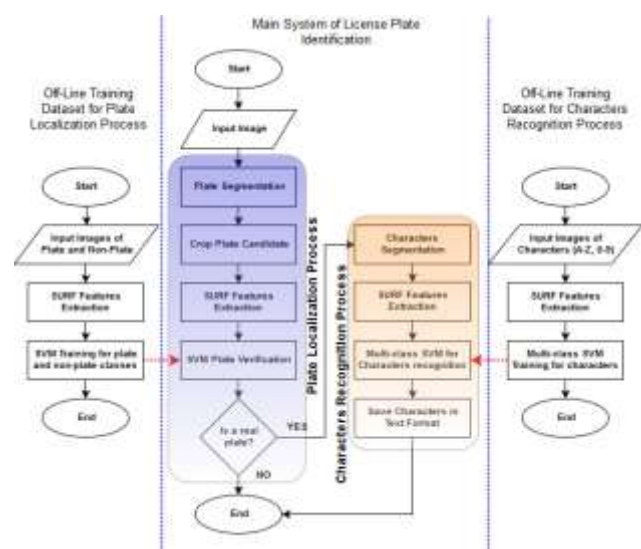 Main System of License Plate
Identification
Off-Line Training
Dataset for Plate
Localization Process
Start
Input Images of
Plate and Non-Plate
SURF Features
Extraction
SVM Training for plate
and non-plate classes
End
Start
Input Image
Plate Segmentation
Crop Plate Candidate
SURF Features
Extraction
SVM Plate Verification
Is a real
plate?
YES
NO
End
Plate Localization Process
Characters Recognition Process
Characters
Segmentation
SURF Features
Extraction
Multi-class SVM for
Characters recognition
Save Characters in
Text Format
Off-Line Training
Dataset for Characters
Recognition Process
Start
Input Images of
Characters (A-Z, 0-9)
SURF Features
Extraction
Multi-class SVM
Training for characters
End